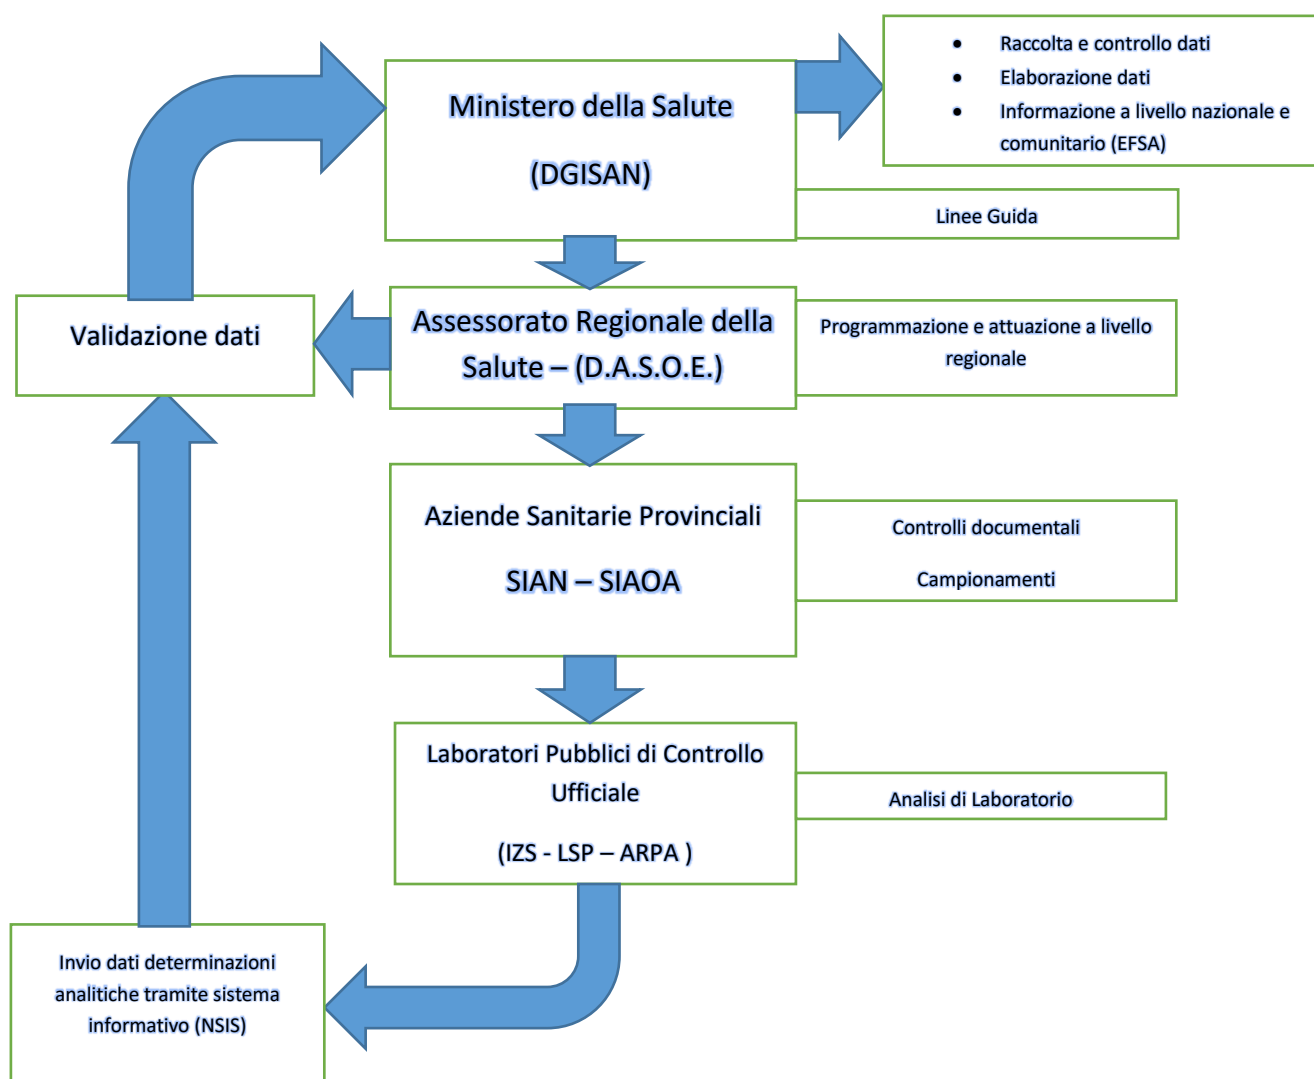 Ministero della Salute
(DGISAN)
• Raccolta e controllo dati
• Elaborazione dati
• Informazione a livello nazionale e
comunitario (EFSA)
Linee Guida
Validazione dati
Assessorato Regionale della
Salute – (D.A.S.O.E.)
Programmazione e attuazione a livello
regionale
Aziende Sanitarie Provinciali
SIAN – SIAOA
Controlli documentali
Campionamenti
Laboratori Pubblici di Controllo
Ufficiale
(IZS - LSP – ARPA )
Analisi di Laboratorio
Invio dati determinazioni
analitiche tramite sistema
informativo (NSIS)